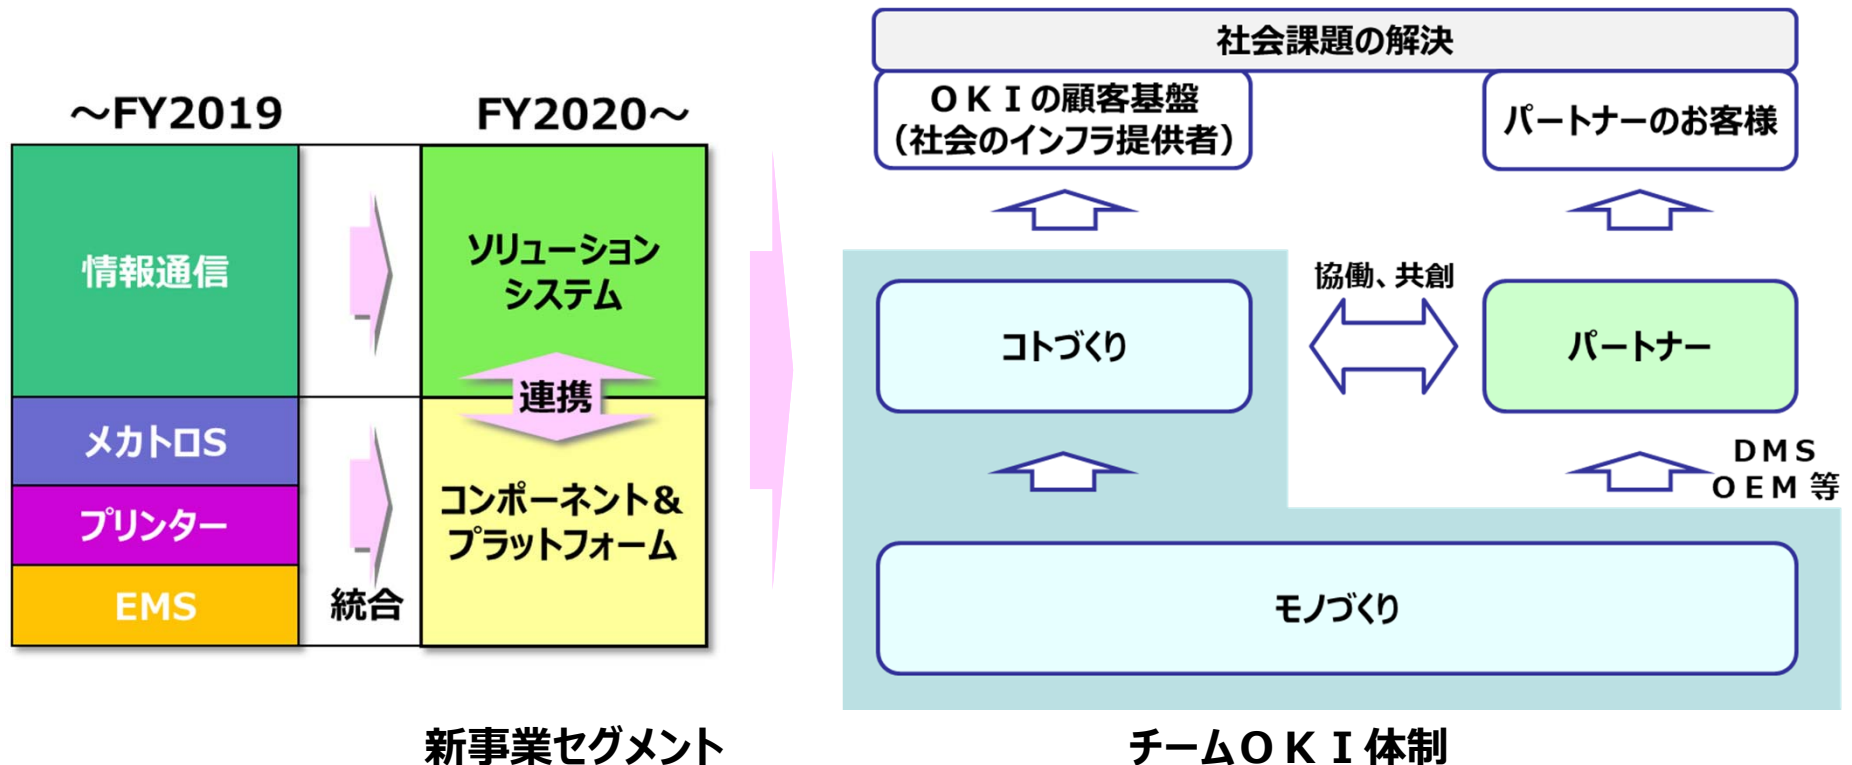 ～FY2019
FY2020～
情報通信
ソリューション
システム
連携
メカトロS
プリンター
EMS
統合
コンポーネント＆
プラットフォーム
新事業セグメント
社会課題の解決
ＯＫＩの顧客基盤
（社会のインフラ提供者）
パートナーのお客様
コトづくり
協働、共創
パートナー
ＤＭＳ
ＯＥＭ 等
モノづくり
チームＯＫＩ体制